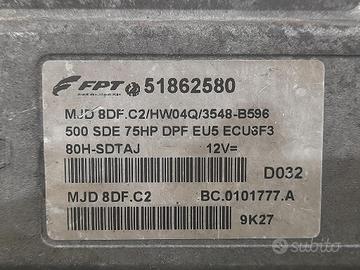 FPT 51862580
MJD 8DF.C2/HW04Q/3548-B596
500 SDE 75HP DPF EU5 ECU3F3
80H-SDTAJ 12V=
D032
MJD 8DF.C2 BC.0101777.A
9K27
subito